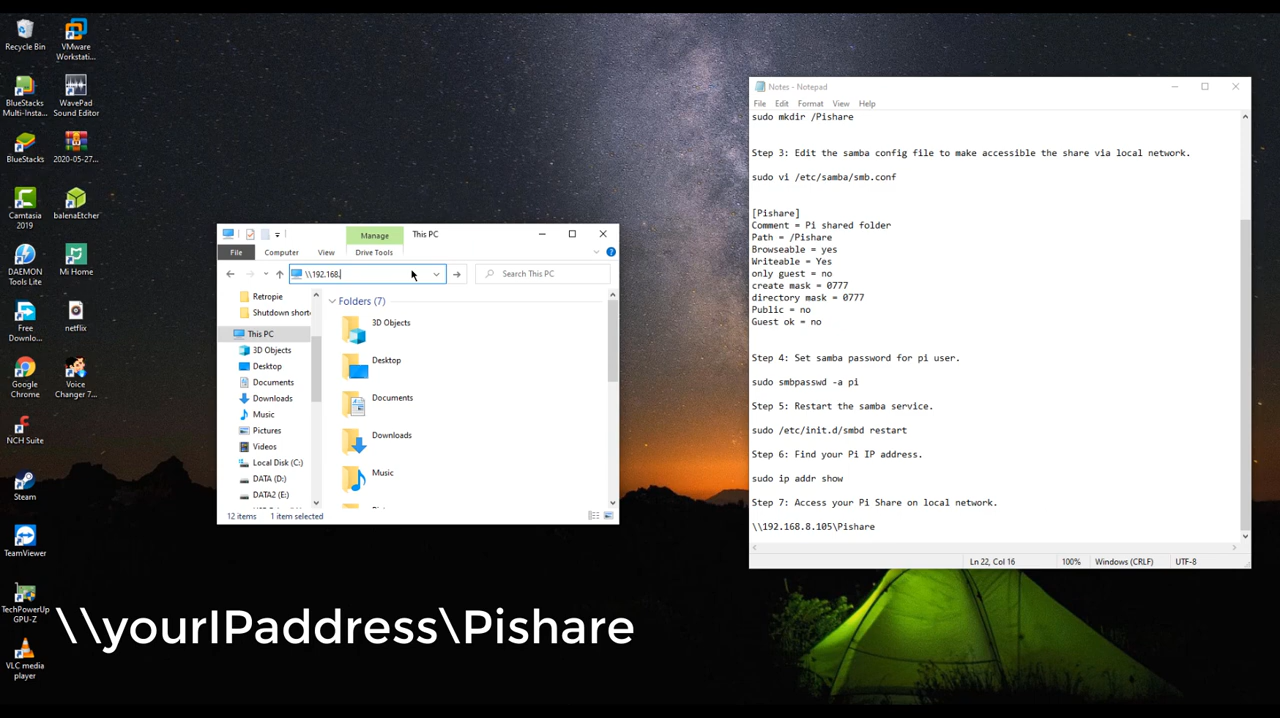 Recycle Bin
VMware
Workstati...
BlueStacks
Multi-Insta...
WavePad
Sound Editor
BlueStacks
2020-05-27...
Camtasia
2019
balenaEtcher
DAEMON
Tools Lite
Mi Home
Free
Downlo...
netflix
Google
Chrome
Voice
Changer 7...
NCH Suite
Steam
TeamViewer
TechPowerUp
GPU-Z
VLC media
player
Manage
This PC
File
Computer
View
Drive Tools
\\192.168.
Search This PC
Retropie
Shutdown shortc
This PC
3D Objects
Desktop
Documents
Downloads
Music
Pictures
Videos
Local Disk (C:)
DATA (D:)
DATA2 (E:)
Folders (7)
3D Objects
Desktop
Documents
Downloads
Music
12 items
1 item selected
Notes - Notepad
File Edit Format View Help
sudo mkdir /Pishare
Step 3: Edit the samba config file to make accessible the share via local network.
sudo vi /etc/samba/smb.conf
[Pishare]
Comment = Pi shared folder
Path = /Pishare
Browseable = yes
Writeable = Yes
only guest = no
create mask = 0777
directory mask = 0777
Public = no
Guest ok = no
Step 4: Set samba password for pi user.
sudo smbpasswd -a pi
Step 5: Restart the samba service.
sudo /etc/init.d/smbd restart
Step 6: Find your Pi IP address.
sudo ip addr show
Step 7: Access your Pi Share on local network.
\\192.168.8.105\Pishare
Ln 22, Col 16
100%
Windows (CRLF)
UTF-8
\\yourIPaddress\Pishare